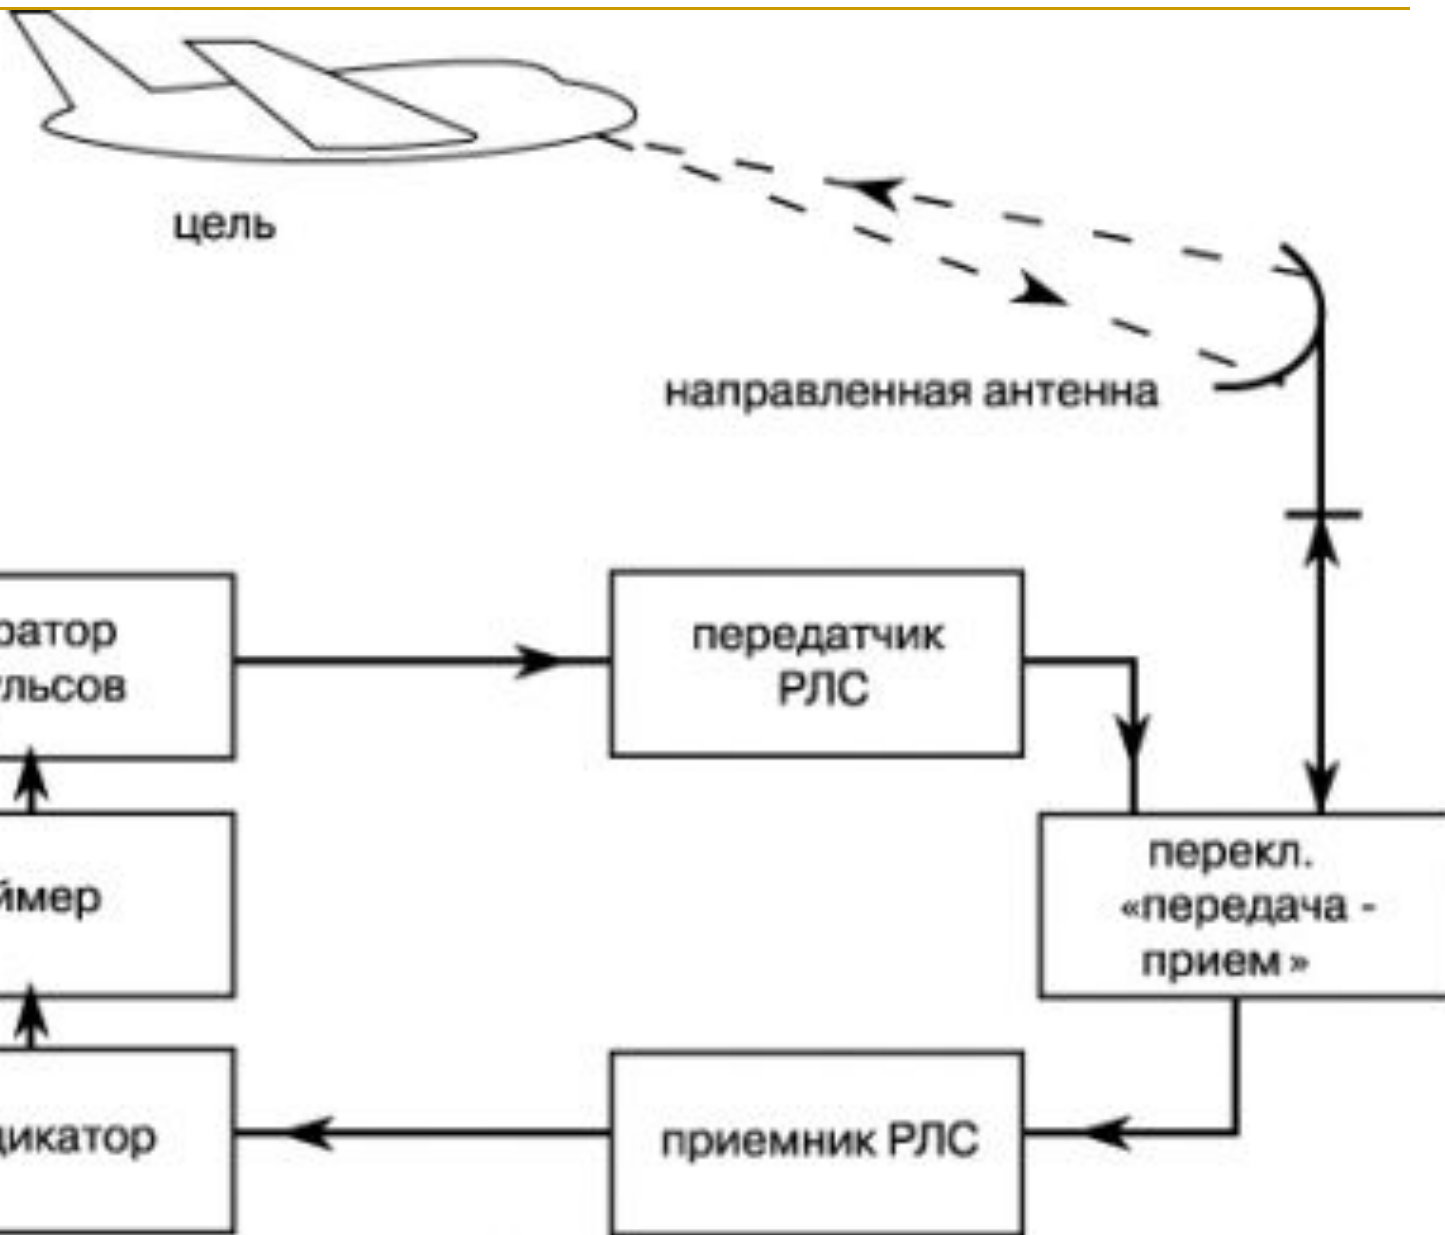 цель
направленная антенна
ратор
льсов
передатчик
РЛС
ймер
перекл.
«передача -
прием»
дикатор
приемник РЛС